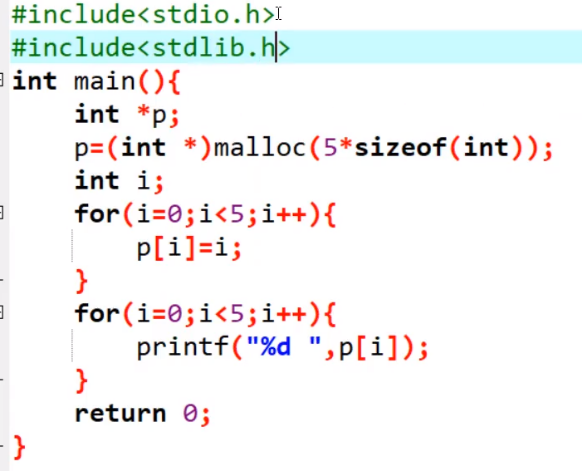 #include<stdio.h>
#include<stdlib.h>
int main(){
    int *p;
    p=(int *)malloc(5*sizeof(int));
    int i;
    for(i=0;i<5;i++){
        p[i]=i;
    }
    for(i=0;i<5;i++){
        printf("%d ",p[i]);
    }
    return 0;
}